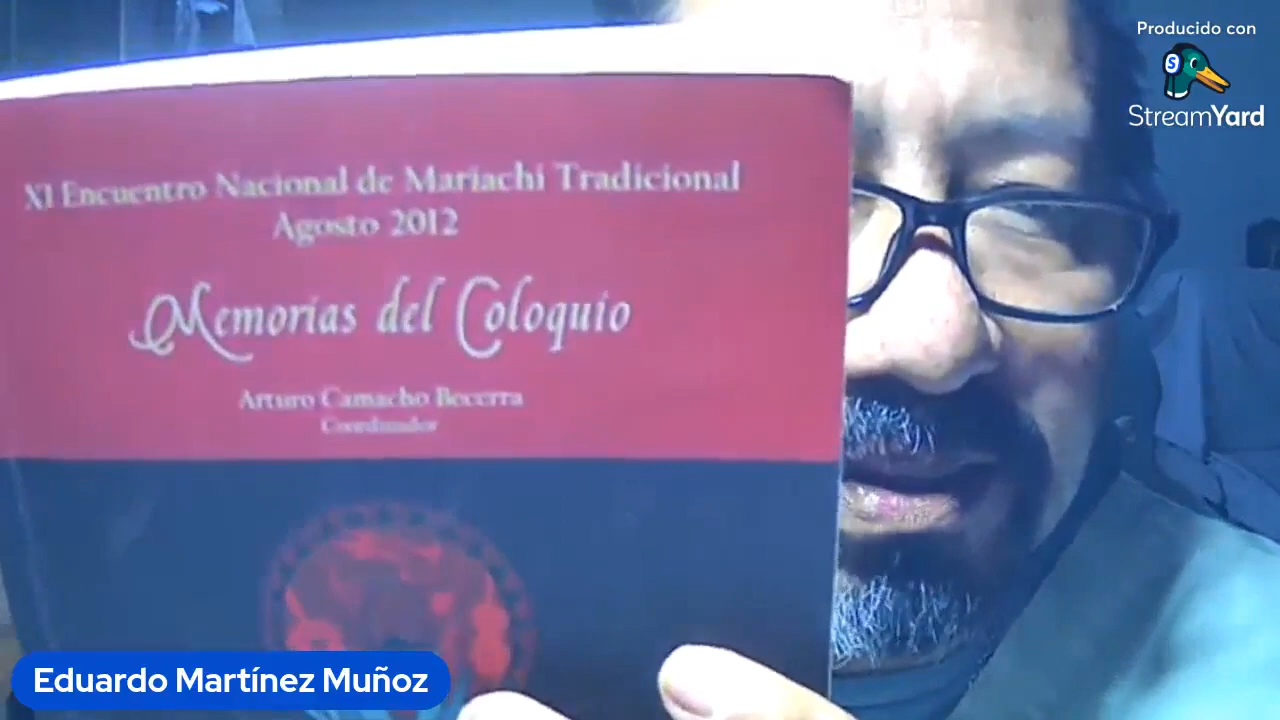 Producido con
StreamYard
XI Encuentro Nacional de Mariachi Tradicional
Agosto 2012
Memorias del Coloquio
Arturo Camacho Becerra
Coordinador
Eduardo Martínez Muñoz